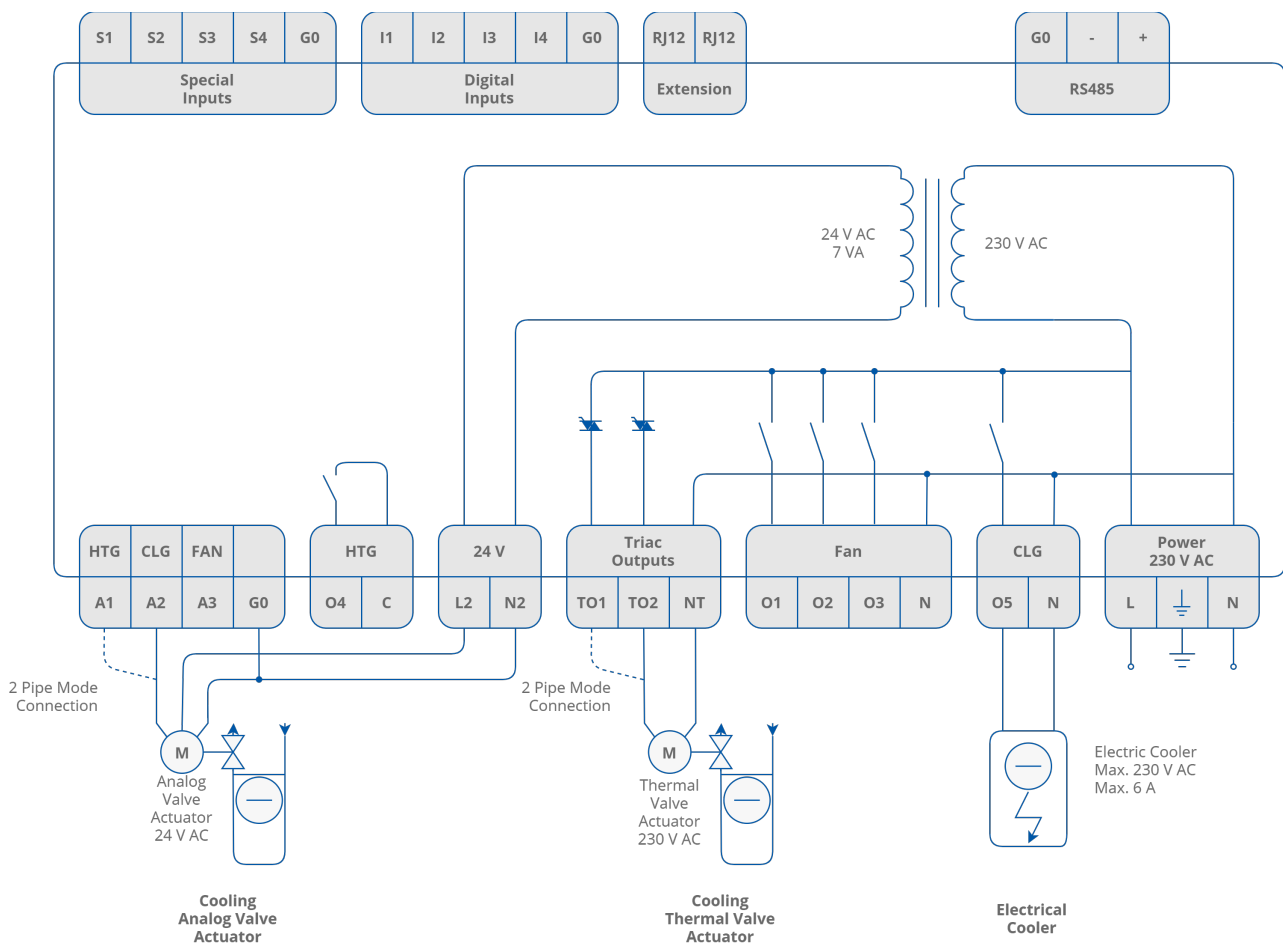 S1 S2 S3 S4 G0
Special
Inputs
I1 I2 I3 I4 G0
Digital
Inputs
RJ12 RJ12
Extension
G0 - +
RS485
24 V AC
7 VA
230 V AC
HTG CLG FAN
A1 A2 A3 G0
HTG
O4 C
24 V
L2 N2
Triac
Outputs
TO1 TO2 NT
Fan
O1 O2 O3 N
CLG
O5 N
Power
230 V AC
L N
2 Pipe Mode
Connection
M
Analog
Valve
Actuator
24 V AC
2 Pipe Mode
Connection
M
Thermal
Valve
Actuator
230 V AC
Electric Cooler
Max. 230 V AC
Max. 6 A
Cooling
Analog Valve
Actuator
Cooling
Thermal Valve
Actuator
Electrical
Cooler